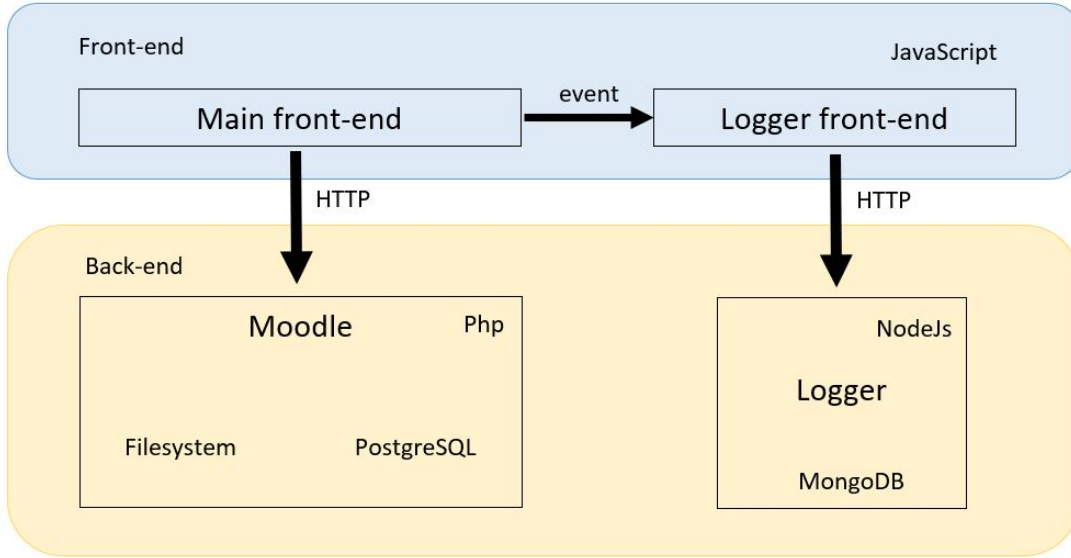 Front-end
JavaScript
Main front-end
event
Logger front-end
HTTP
HTTP
Back-end
Moodle
Php
NodeJs
Logger
Filesystem
PostgreSQL
MongoDB